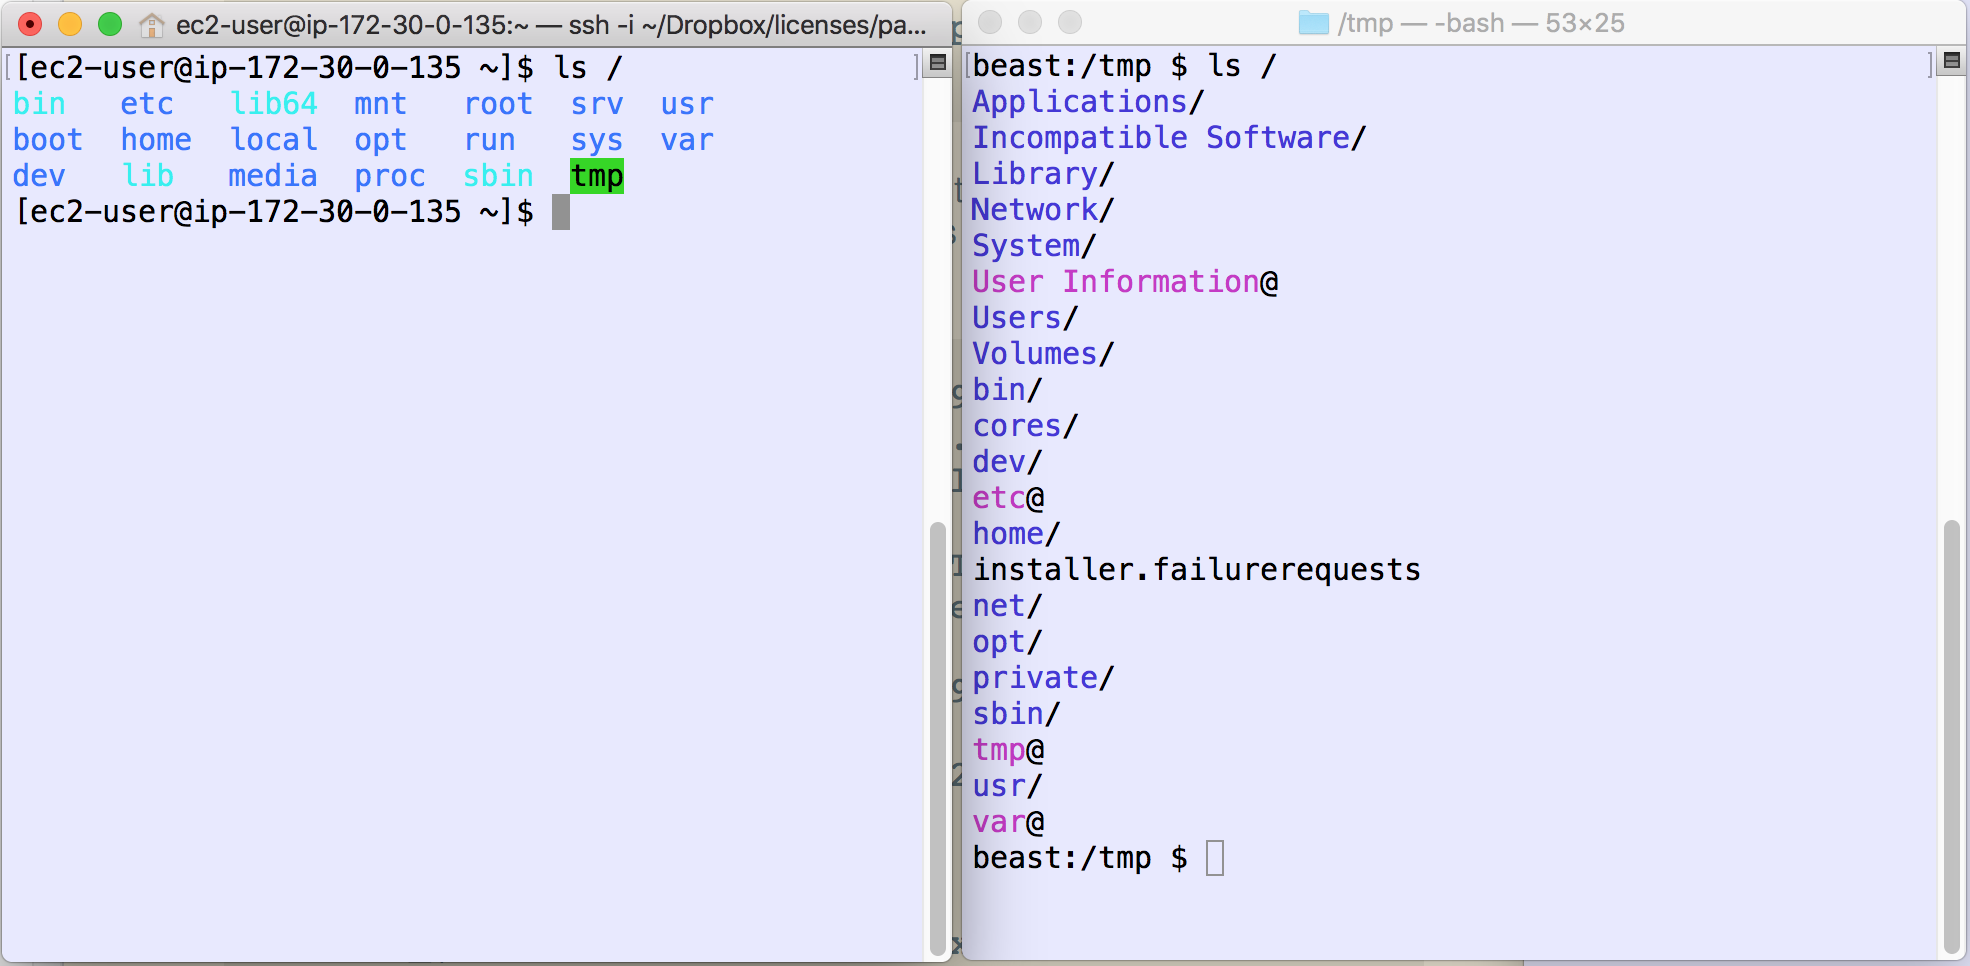 ec2-user@ip-172-30-0-135:~ — ssh -i ~/Dropbox/licenses/pa...
[ec2-user@ip-172-30-0-135 ~]$ ls /
bin etc lib64 mnt root srv usr
boot home local opt run sys var
dev lib media proc sbin tmp
[ec2-user@ip-172-30-0-135 ~]$
/tmp — -bash — 53×25
beast:/tmp $ ls /
Applications/
Incompatible Software/
Library/
Network/
System/
User Information@
Users/
Volumes/
bin/
cores/
dev/
etc@
home/
installer.failurerequests
net/
opt/
private/
sbin/
tmp@
usr/
var@
beast:/tmp $